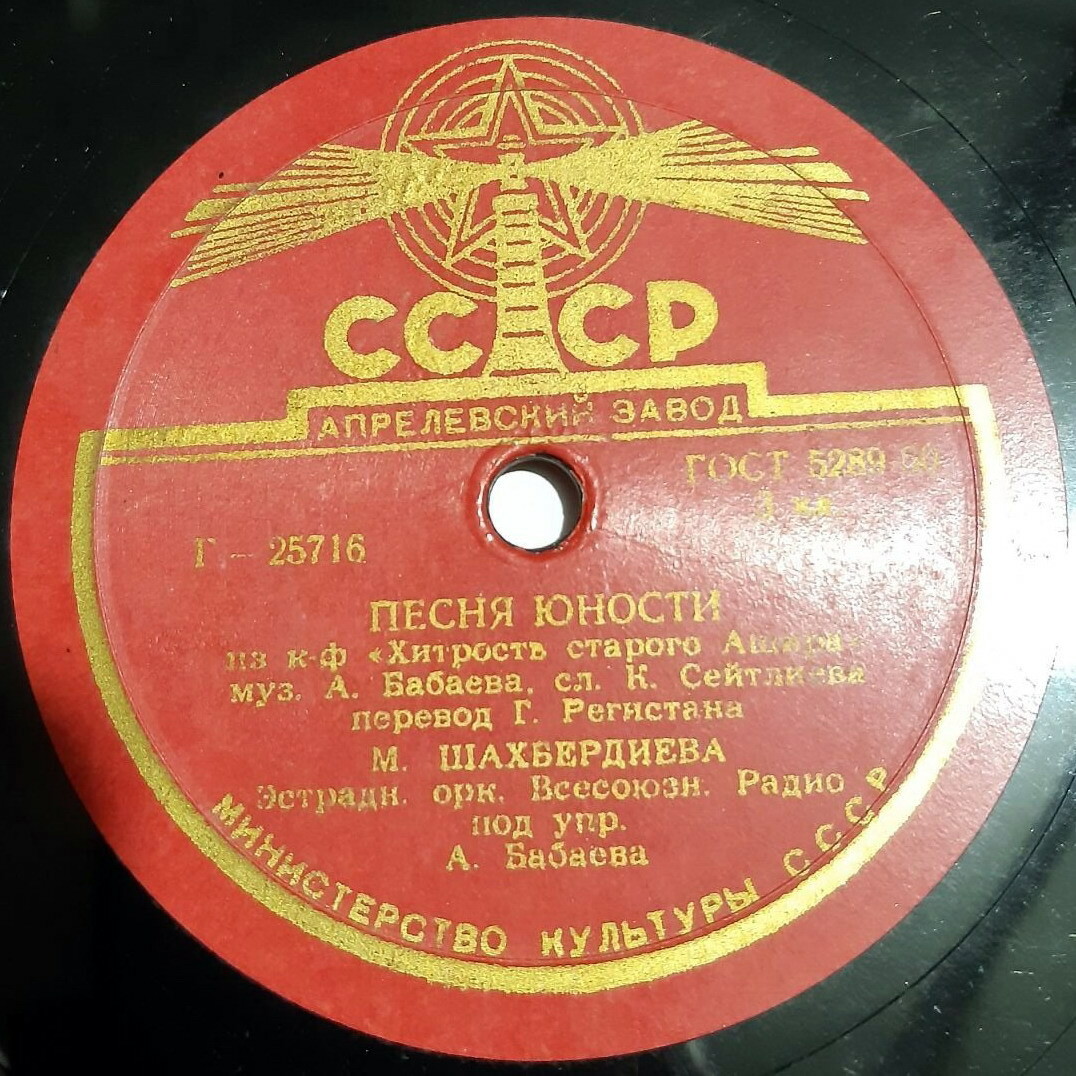 СССР
АПРЕЛЕВСКИЙ ЗАВОД
ГОСТ 5289
Г – 25716
ПЕСНЯ ЮНОСТИ
из к-ф «Хитрость старого Ашира»
муз. А. Бабаева, сл. К. Сейтлиева
перевод Г. Регистана
М. ШАХБЕРДИЕВА
Эстрадн. орк. Всесоюзн. Радио
под упр.
А. Бабаева
МИНИСТЕРСТВО КУЛЬТУРЫ СССР